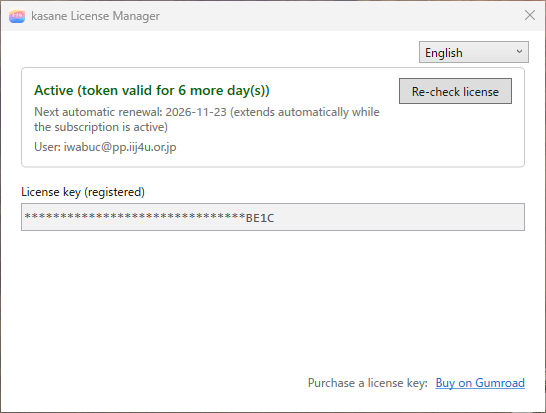 kasane License Manager
English
Active (token valid for 6 more day(s))
Re-check license
Next automatic renewal: 2026-11-23 (extends automatically while
the subscription is active)
User: iwabuc@pp.iij4u.or.jp
License key (registered)
*******************************BE1C
Purchase a license key: Buy on Gumroad